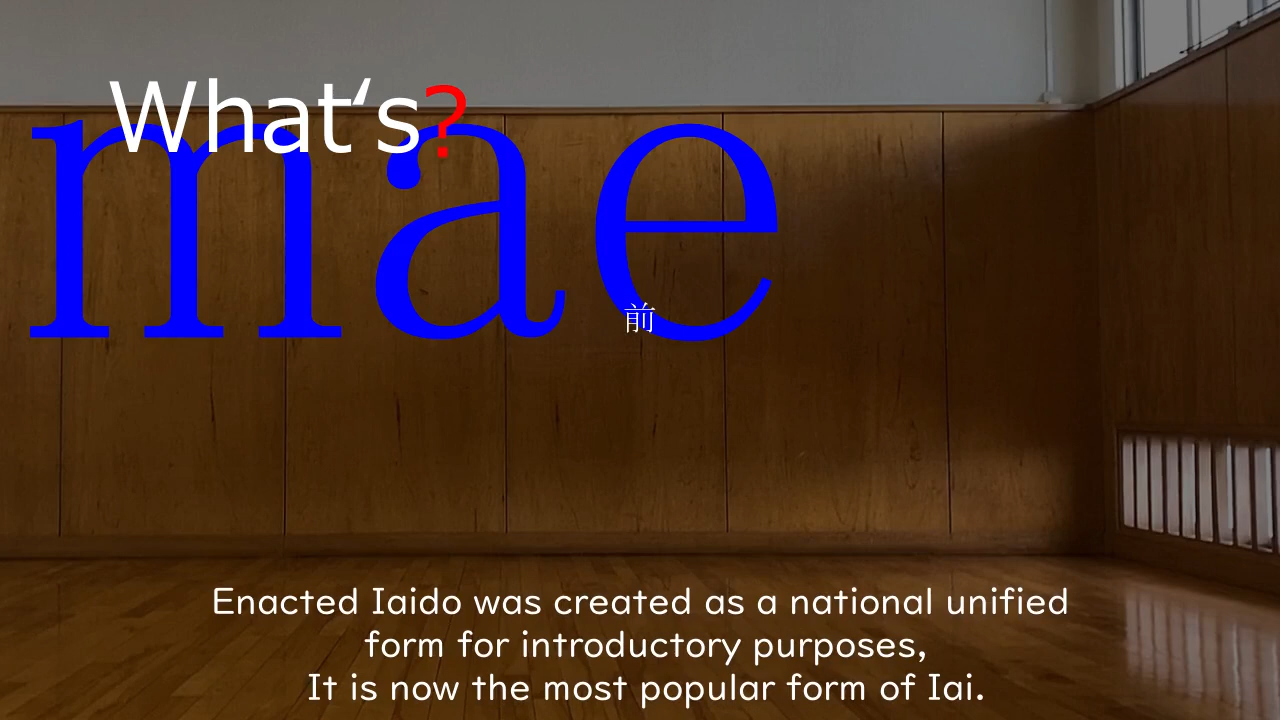 What‘s?
mae
前
Enacted Iaido was created as a national unified
form for introductory purposes,
It is now the most popular form of Iai.